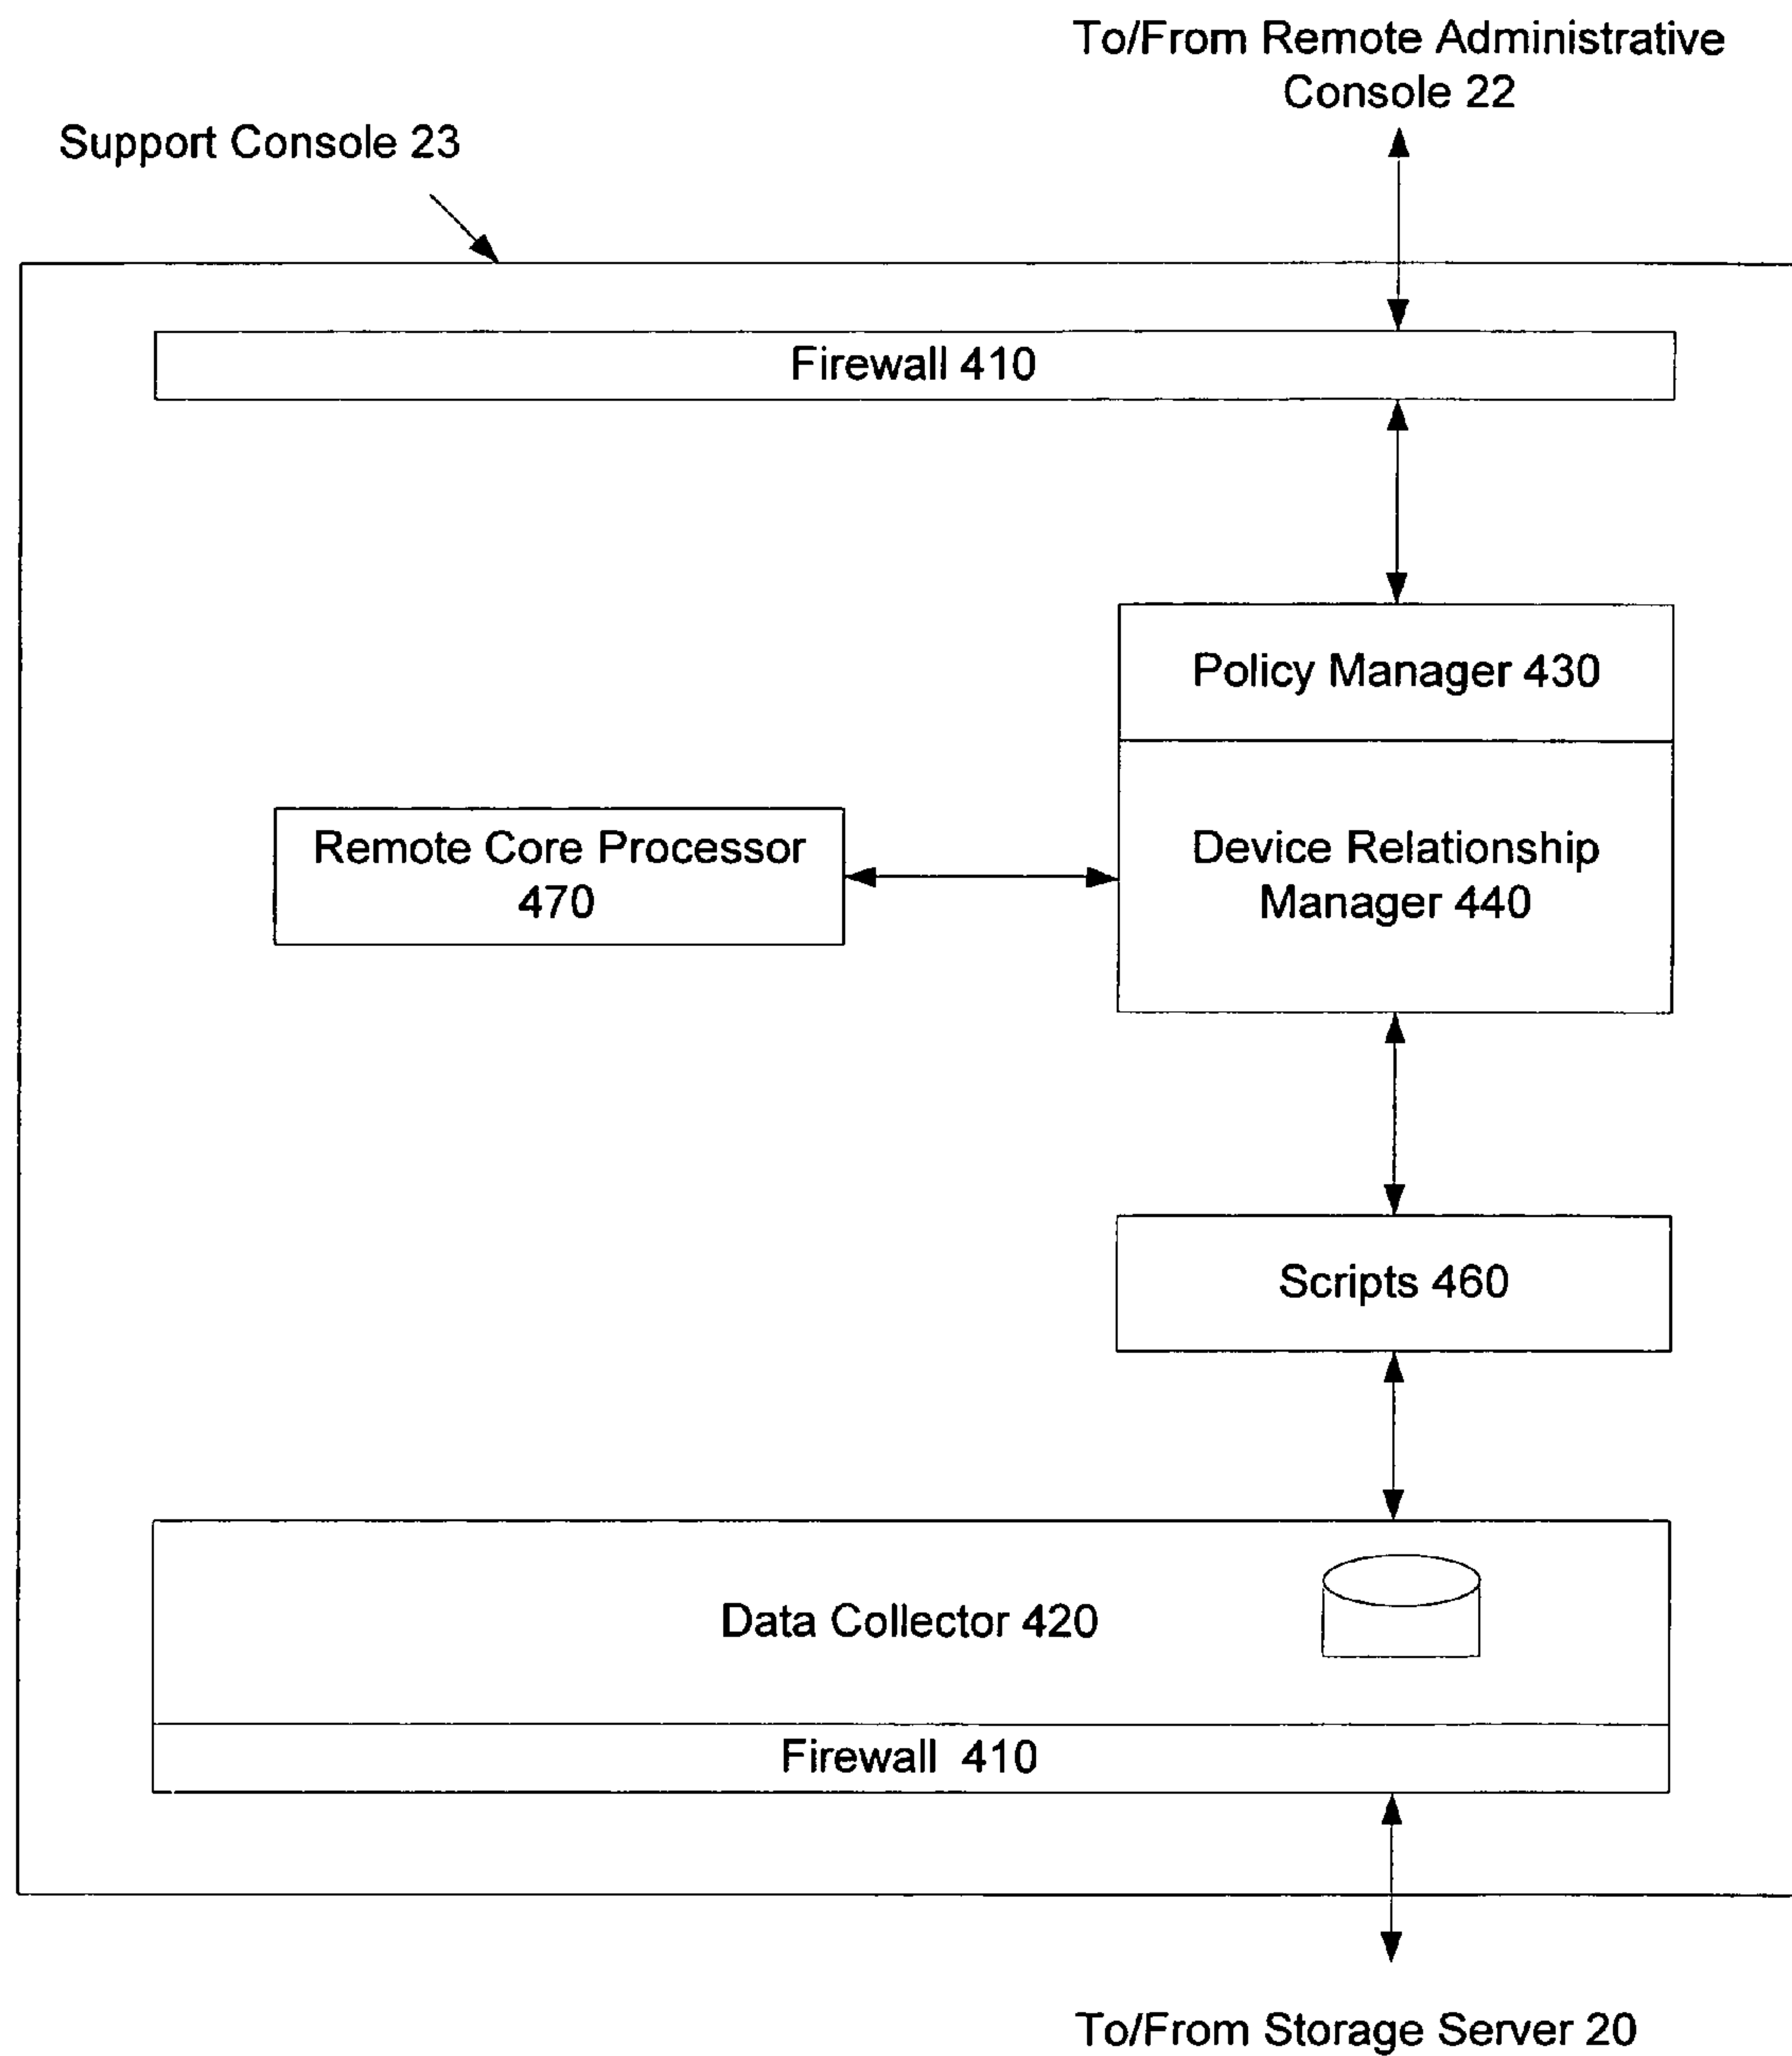 To/From Remote Administrative
Console 22
Support Console 23
Firewall 410
Policy Manager 430
Remote Core Processor
470
Device Relationship
Manager 440
Scripts 460
Data Collector 420
Firewall 410
To/From Storage Server 20